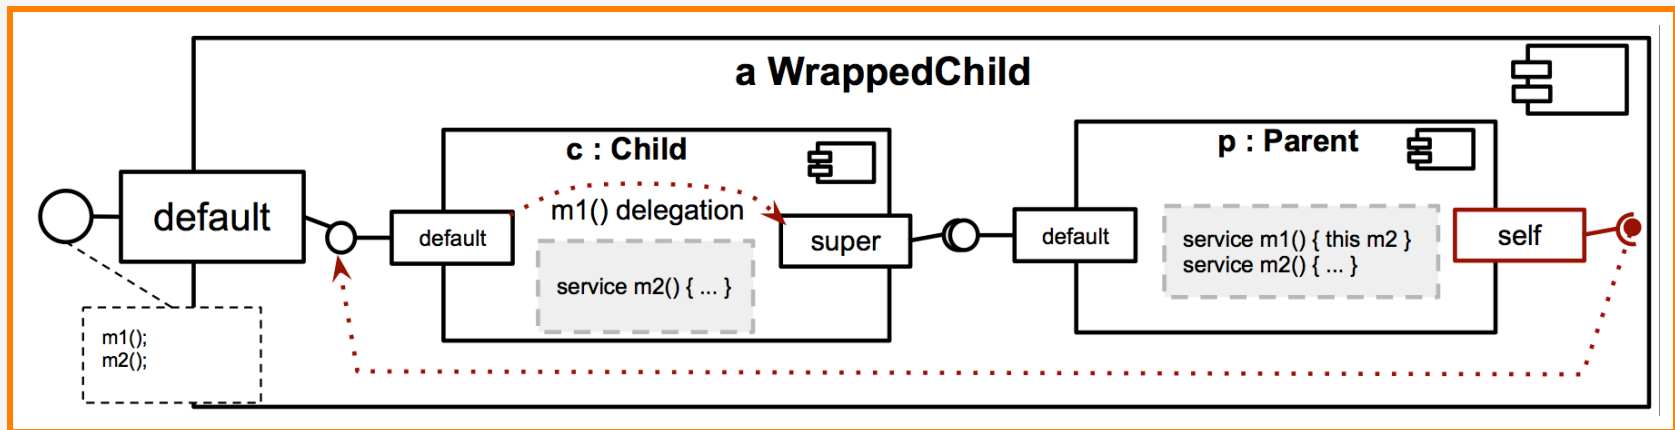 a WrappedChild
c : Child
p : Parent
default
default
m1() delegation
super
default
service m1() { this m2 }
service m2() { ... }
self
service m2() { ... }
m1();
m2();